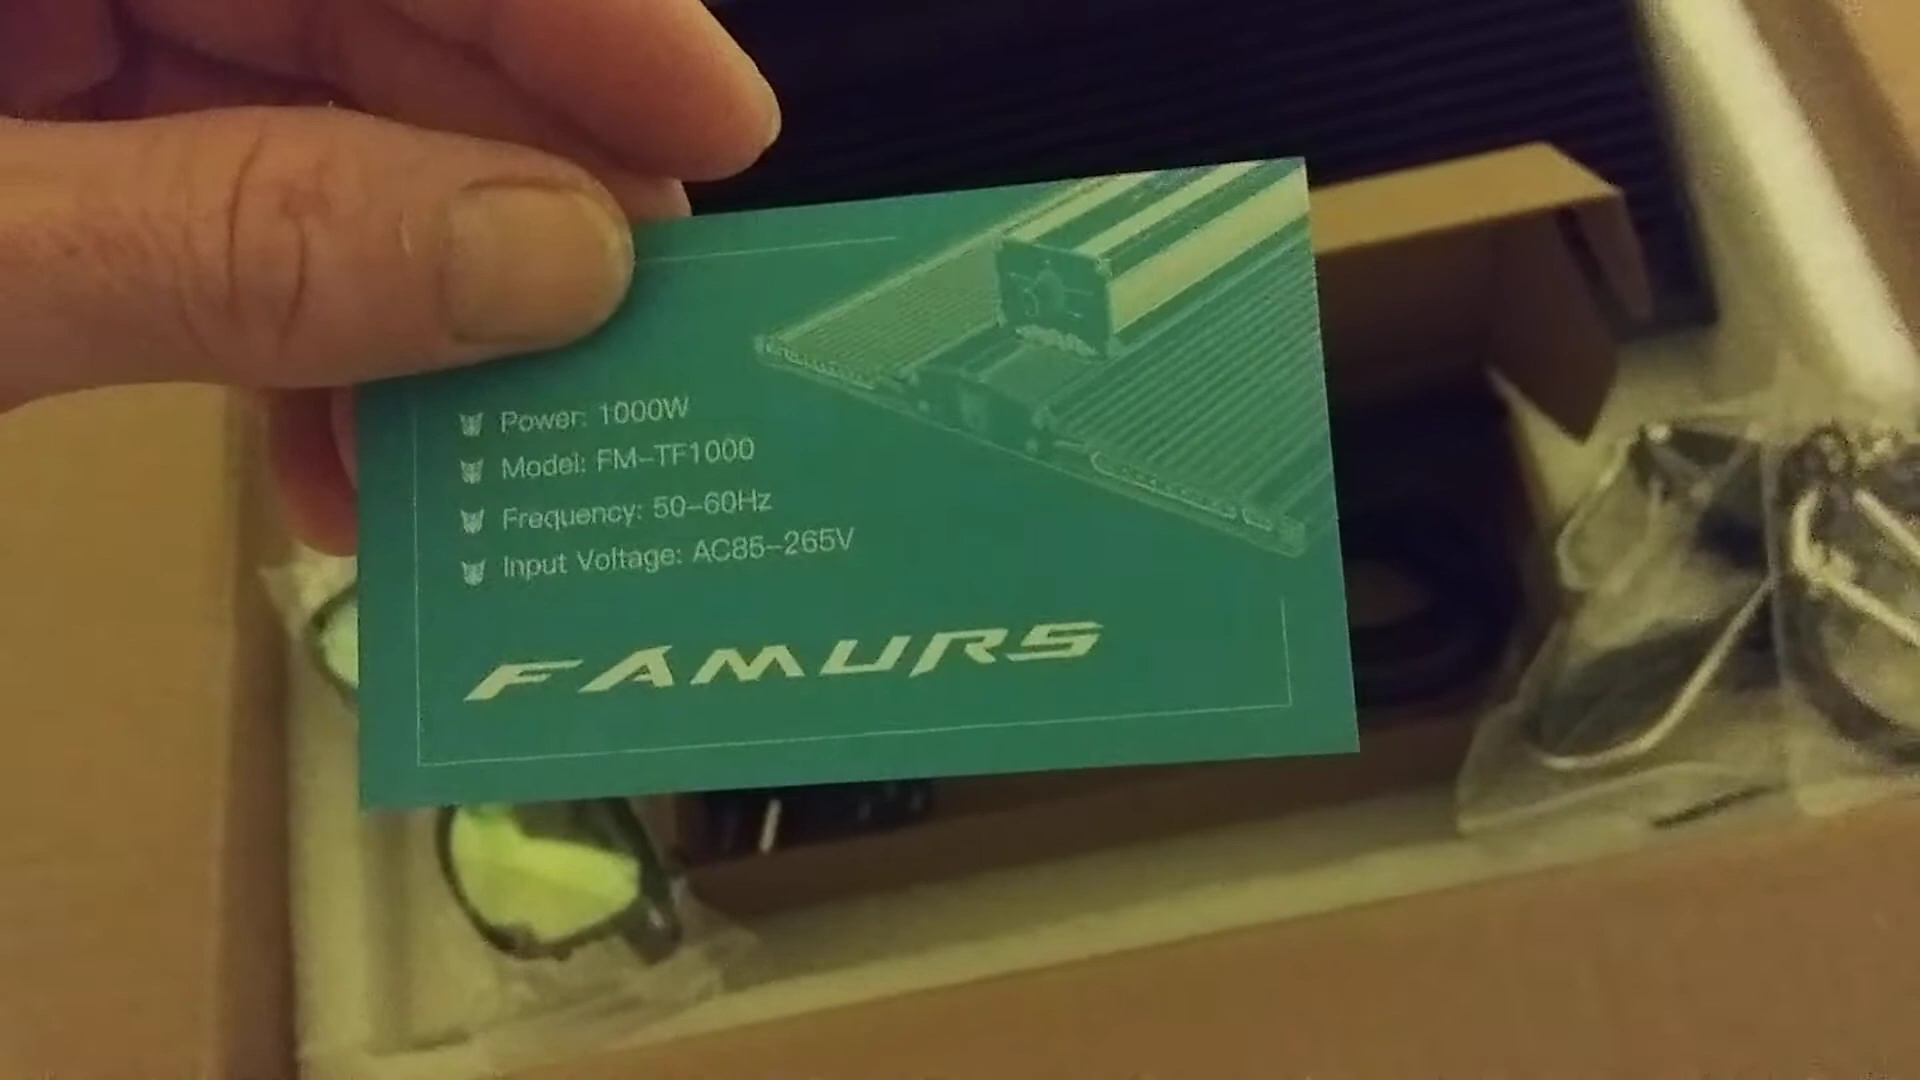 Power: 1000W
Model: FM-TF1000
Frequency: 50-60Hz
Input Voltage: AC85-265V
FAMURS